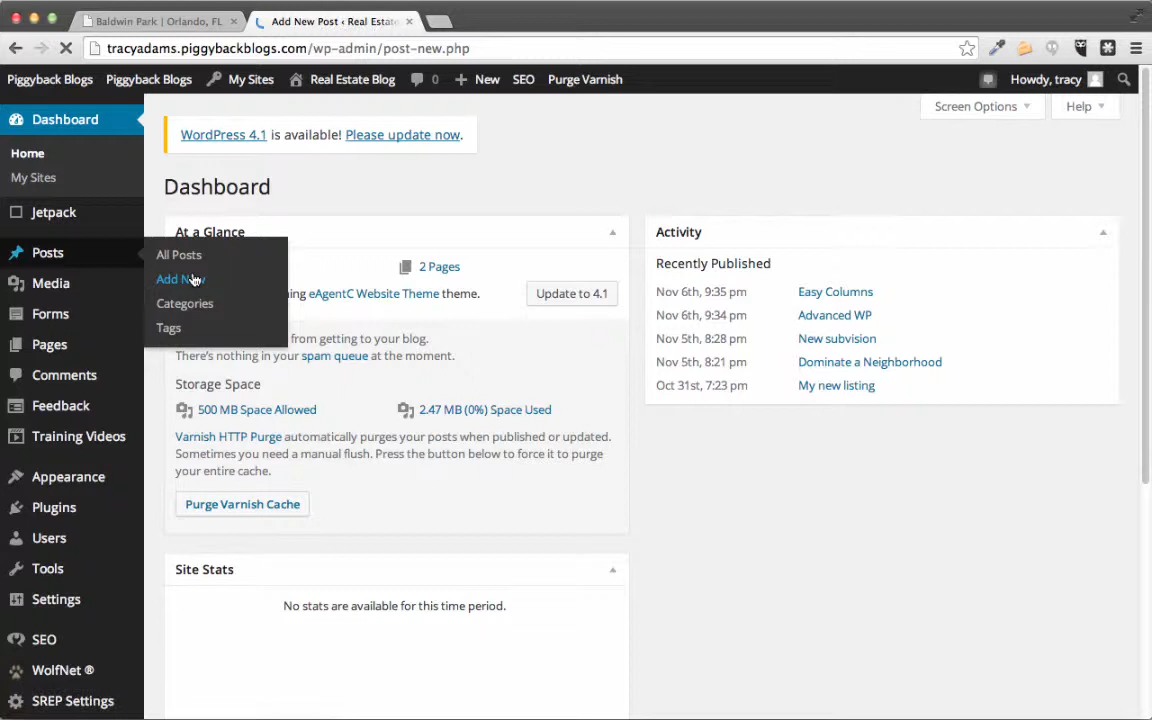 Baldwin Park | Orlando, FL
Add New Post ‹ Real Estate
tracyadams.piggybackblogs.com/wp-admin/post-new.php
Piggyback Blogs Piggyback Blogs My Sites Real Estate Blog 0 New SEO Purge Varnish Howdy, tracy
Dashboard
Home
My Sites
Jetpack
Posts
Media
Forms
Pages
Comments
Feedback
Training Videos
Appearance
Plugins
Users
Tools
Settings
SEO
WolfNet ®
SREP Settings
All Posts
Add New
Categories
Tags
Screen Options
Help
WordPress 4.1 is available! Please update now.
Dashboard
At a Glance
2 Pages
eAgentC Website Theme theme.
Update to 4.1
from getting to your blog.
There's nothing in your spam queue at the moment.
Storage Space
500 MB Space Allowed
2.47 MB (0%) Space Used
Varnish HTTP Purge automatically purges your posts when published or updated.
Sometimes you need a manual flush. Press the button below to force it to purge
your entire cache.
Purge Varnish Cache
Site Stats
No stats are available for this time period.
Activity
Recently Published
Nov 6th, 9:35 pm Easy Columns
Nov 6th, 9:34 pm Advanced WP
Nov 5th, 8:28 pm New subvision
Nov 5th, 8:21 pm Dominate a Neighborhood
Oct 31st, 7:23 pm My new listing